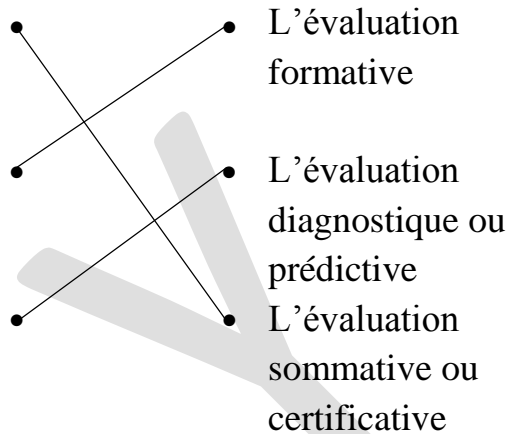 L’évaluation
formative
L’évaluation
diagnostique ou
prédictive
L’évaluation
sommative ou
certificative